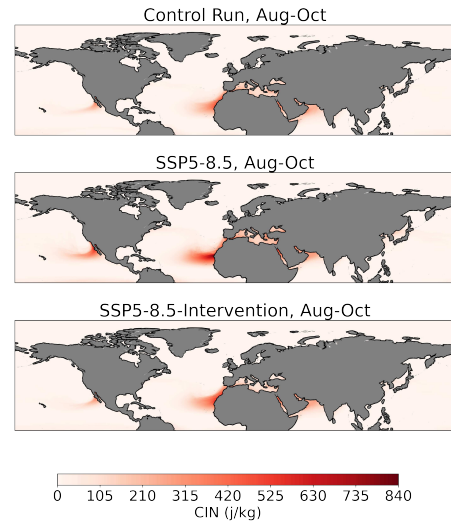 Control Run, Aug-Oct
SSP5-8.5, Aug-Oct
SSP5-8.5-Intervention, Aug-Oct
0 105 210 315 420 525 630 735 840
CIN (j/kg)